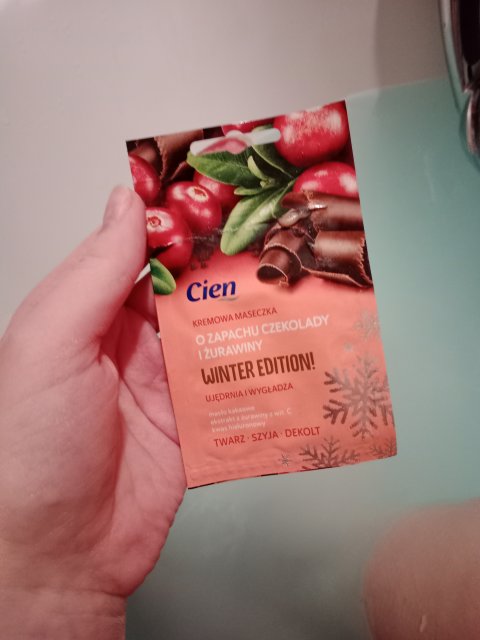 Cien
KREMOWA MASECZKA
O ZAPACHU CZEKOLADY
I ŻURAWINY
WINTER EDITION!
UJĘDRNIA I WYGŁADZA
masło kakaowe
ekstrakt z żurawiny z wit. C
kwas hialuronowy
TWARZ · SZYJA · DEKOLT